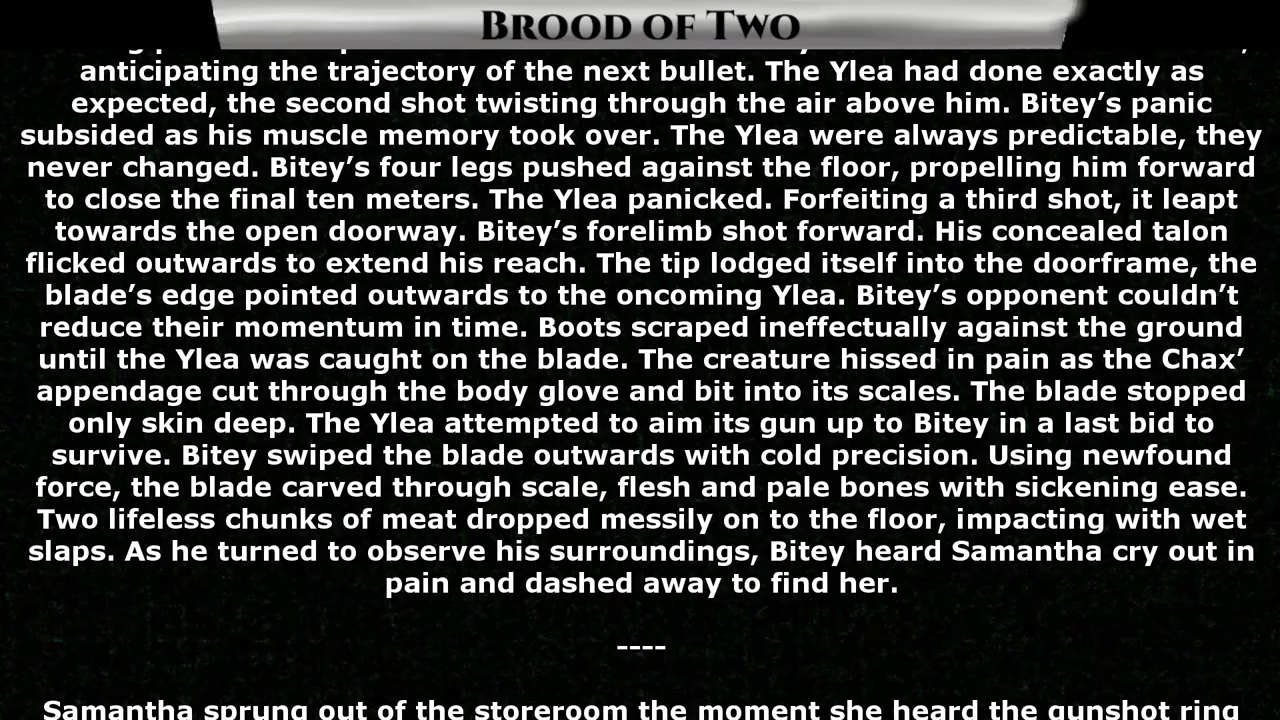 Brood of Two
anticipating the trajectory of the next bullet. The Ylea had done exactly as
expected, the second shot twisting through the air above him. Bitey’s panic
subsided as his muscle memory took over. The Ylea were always predictable, they
never changed. Bitey’s four legs pushed against the floor, propelling him forward
to close the final ten meters. The Ylea panicked. Forfeiting a third shot, it leapt
towards the open doorway. Bitey’s forelimb shot forward. His concealed talon
flicked outwards to extend his reach. The tip lodged itself into the doorframe, the
blade’s edge pointed outwards to the oncoming Ylea. Bitey’s opponent couldn’t
reduce their momentum in time. Boots scraped ineffectually against the ground
until the Ylea was caught on the blade. The creature hissed in pain as the Chax’
appendage cut through the body glove and bit into its scales. The blade stopped
only skin deep. The Ylea attempted to aim its gun up to Bitey in a last bid to
survive. Bitey swiped the blade outwards with cold precision. Using newfound
force, the blade carved through scale, flesh and pale bones with sickening ease.
Two lifeless chunks of meat dropped messily on to the floor, impacting with wet
slaps. As he turned to observe his surroundings, Bitey heard Samantha cry out in
pain and dashed away to find her.
----
Samantha sprung out of the storeroom the moment she heard the gunshot ring